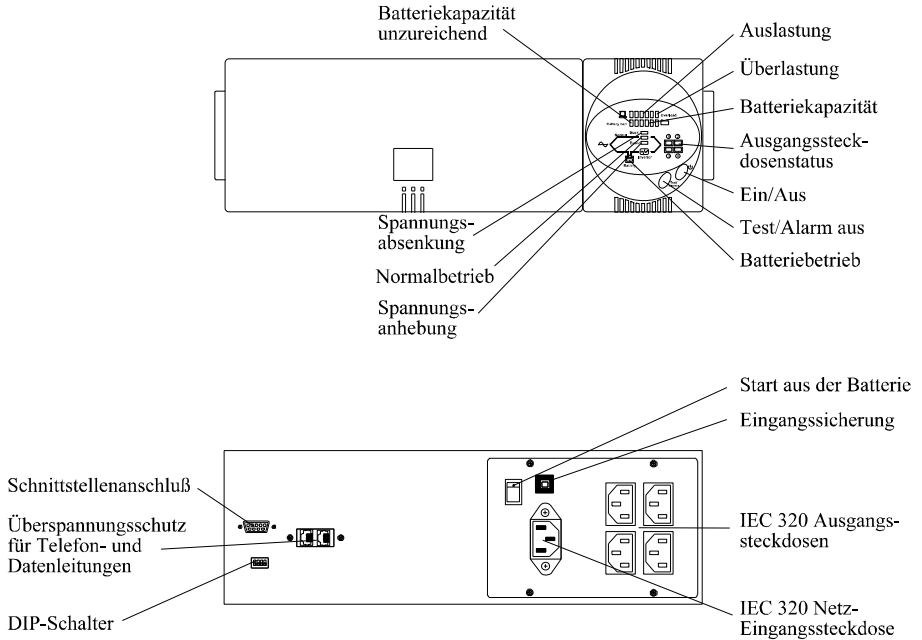 Batteriekapazität
unzureichend
Auslastung
Überlastung
Batteriekapazität
Ausgangssteck-
dosenstatus
Ein/Aus
Test/Alarm aus
Batteriebetrieb
Spannungs-
absenkung
Normalbetrieb
Spannungs-
anhebung
Overload
Start aus der Batterie
Eingangssicherung
Schnittstellenanschluß
Überspannungsschutz
für Telefon- und
Datenleitungen
DIP-Schalter
IEC 320 Ausgangs-
steckdosen
IEC 320 Netz-
Eingangssteckdose